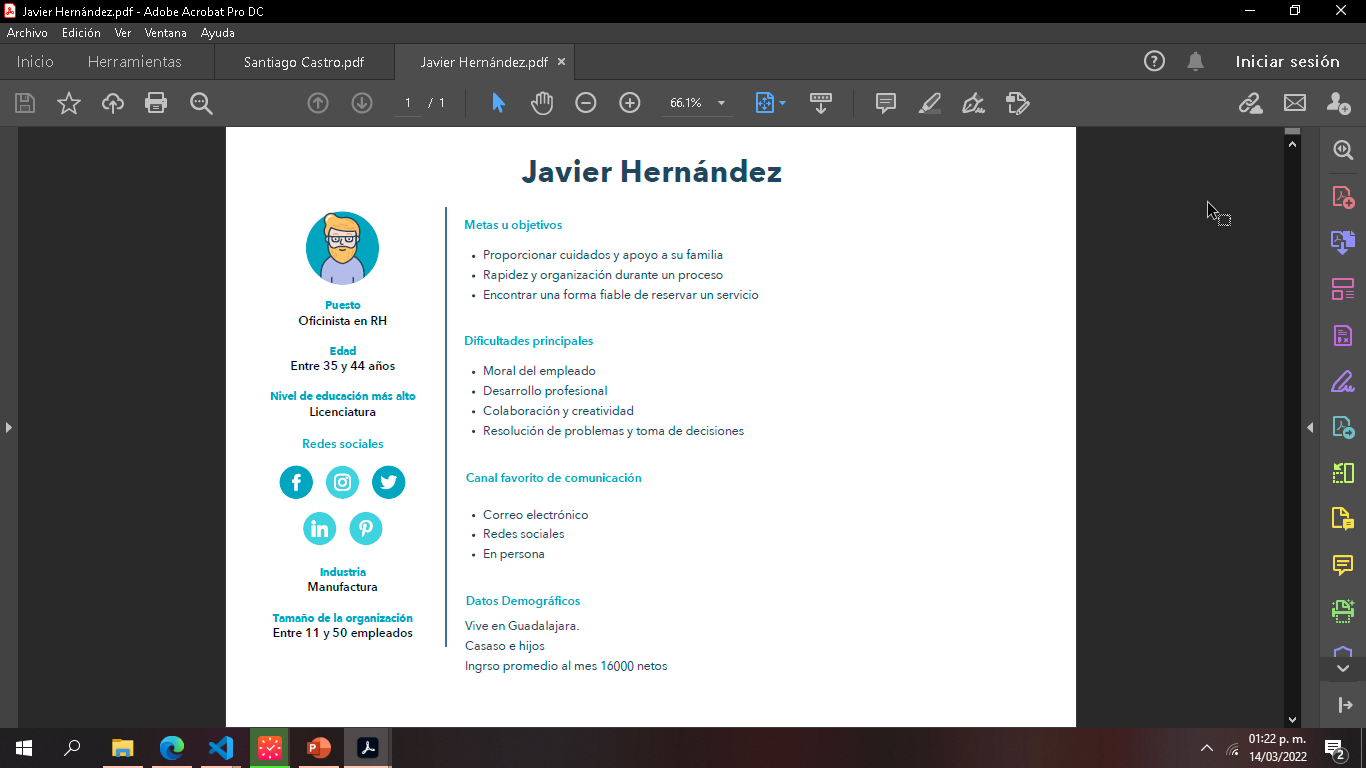 Javier Hernández.pdf - Adobe Acrobat Pro DC
Archivo Edición Ver Ventana Ayuda
Inicio Herramientas Santiago Castro.pdf Javier Hernández.pdf × Iniciar sesión
1 / 1 66.1%
Javier Hernández
Puesto
Oficinista en RH
Edad
Entre 35 y 44 años
Nivel de educación más alto
Licenciatura
Redes sociales
Industria
Manufactura
Tamaño de la organización
Entre 11 y 50 empleados
Metas u objetivos
• Proporcionar cuidados y apoyo a su familia
• Rapidez y organización durante un proceso
• Encontrar una forma fiable de reservar un servicio
Dificultades principales
• Moral del empleado
• Desarrollo profesional
• Colaboración y creatividad
• Resolución de problemas y toma de decisiones
Canal favorito de comunicación
• Correo electrónico
• Redes sociales
• En persona
Datos Demográficos
Vive en Guadalajara.
Casaso e hijos
Ingrso promedio al mes 16000 netos
01:22 p. m.
14/03/2022
2